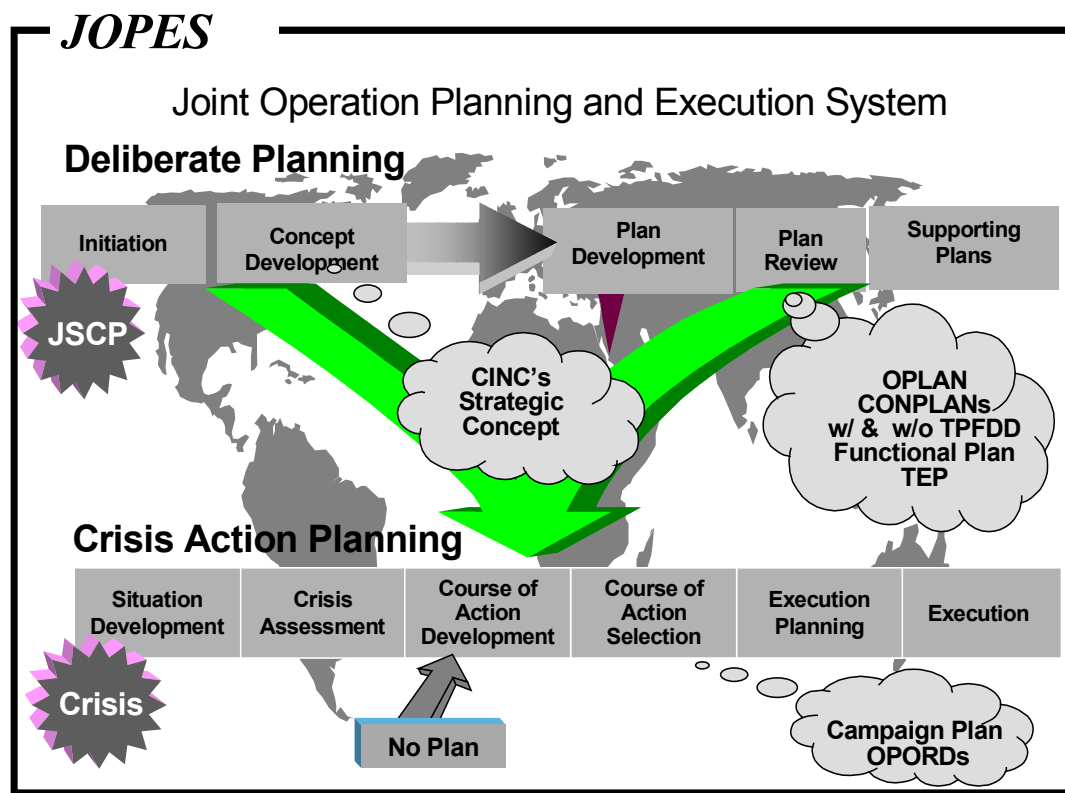 JOPES
Joint Operation Planning and Execution System
Deliberate Planning
Initiation
Concept
Development
Plan
Development
Plan
Review
Supporting
Plans
JSCP
CINC's
Strategic
Concept
OPLAN
CONPLANs
w/ & w/o TPFDD
Functional Plan
TEP
Crisis Action Planning
Situation
Development
Crisis
Assessment
Course of
Action
Development
Course of
Action
Selection
Execution
Planning
Execution
Crisis
No Plan
Campaign Plan
OPORDs